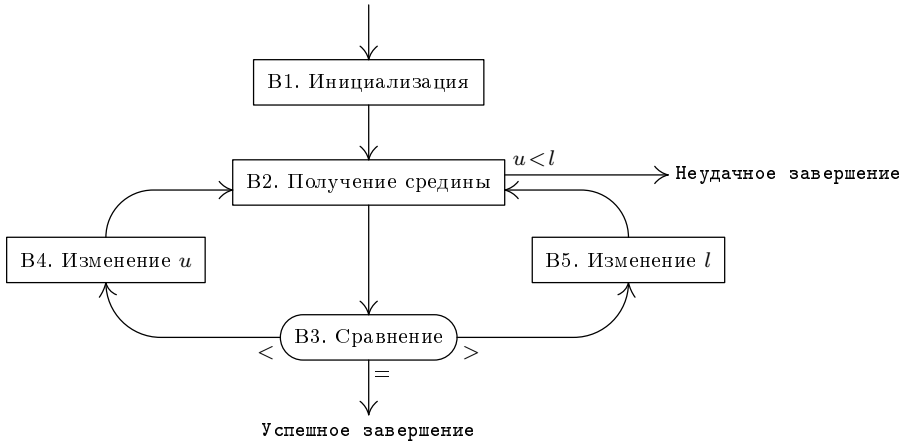 B1. Инициализация
u<l
B2. Получение средины
Неудачное завершение
B4. Изменение u
B5. Изменение l
B3. Сравнение
<
>
=
Успешное завершение